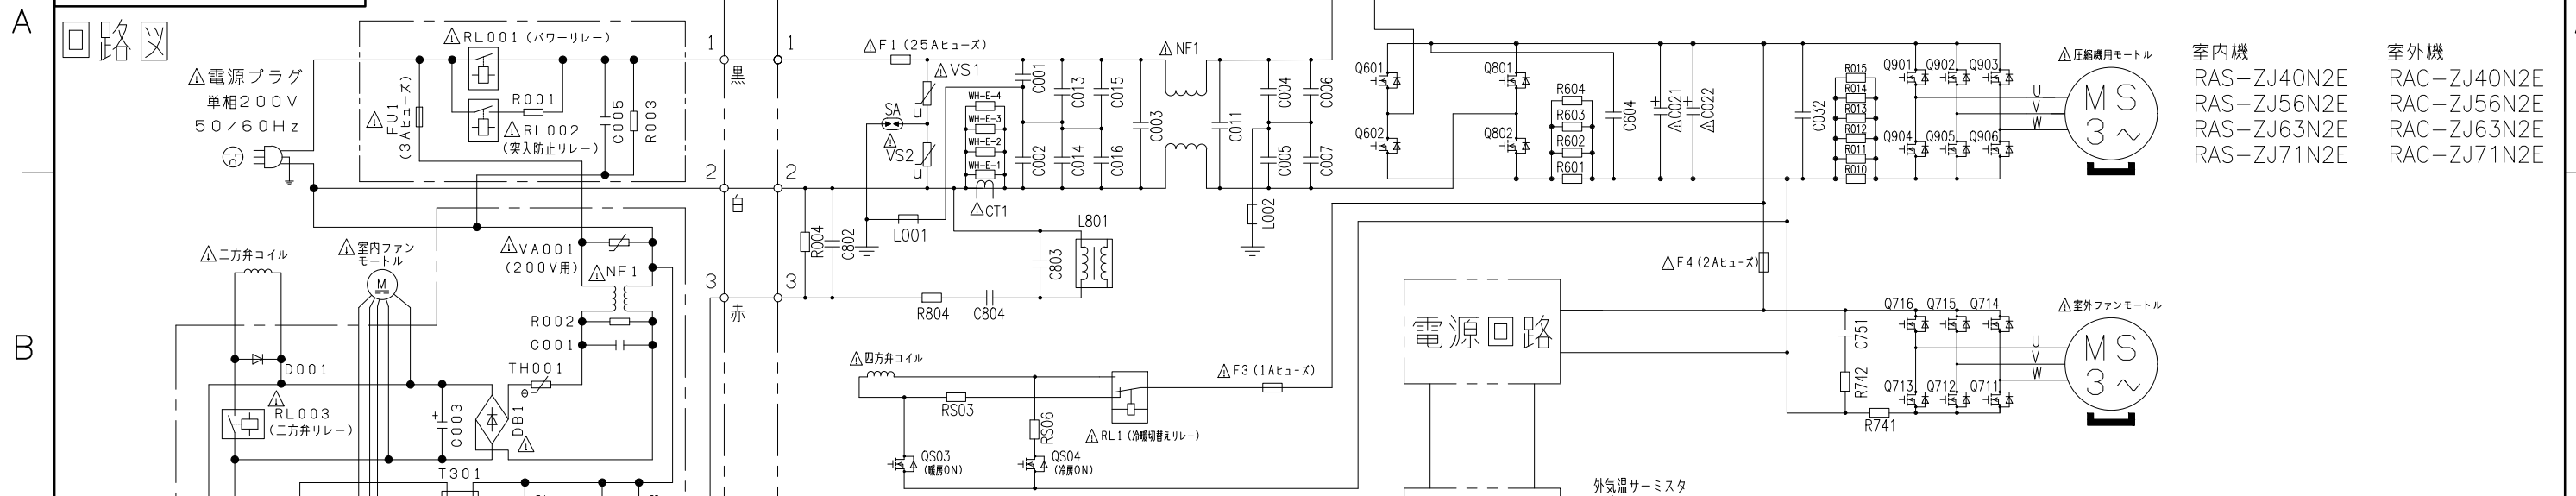 A
回路図
⚠RL001（パワーリレー）
⚠電源プラグ
単相200V
50/60Hz
⚠FU1
（3Aヒューズ）
R001
⚠RL002
（突入防止リレー）
C005
R003
1
1
黒
2
2
白
3
3
赤
⚠F1（25Aヒューズ）
⚠VS1
u
SA
⚠
VS2
u
WH-E-4
WH-E-3
WH-E-2
WH-E-1
⚠CT1
C001
C013
C015
C002
C014
C016
C003
⚠NF1
C011
C004
C006
C005
C007
L001
L002
R004
C802
C803
L801
R804
C804
Q601
Q801
Q602
Q802
R604
R603
R602
R601
C604
+
⚠C021
+
⚠C022
C032
R015
R014
R013
R012
R011
R010
Q901
Q902
Q903
Q904
Q905
Q906
U
V
W
⚠圧縮機用モートル
MS
3～
室内機
室外機
RAS-ZJ40N2E
RAC-ZJ40N2E
RAS-ZJ56N2E
RAC-ZJ56N2E
RAS-ZJ63N2E
RAC-ZJ63N2E
RAS-ZJ71N2E
RAC-ZJ71N2E
B
⚠二方弁コイル
⚠室内ファン
モートル
M
⚠VA001
（200V用）
⚠NF1
R002
C001
TH001
θ
D001
⚠
RL003
（二方弁リレー）
+
C003
DB1
⚠
T301
⚠四方弁コイル
RS03
RS06
QS03
（暖房ON）
QS04
（冷房ON）
⚠RL1（冷暖切替えリレー）
⚠F3（1Aヒューズ）
⚠F4（2Aヒューズ）
電源回路
外気温サーミスタ
C751
R742
R741
Q716
Q715
Q714
Q713
Q712
Q711
U
V
W
⚠室外ファンモートル
MS
3～